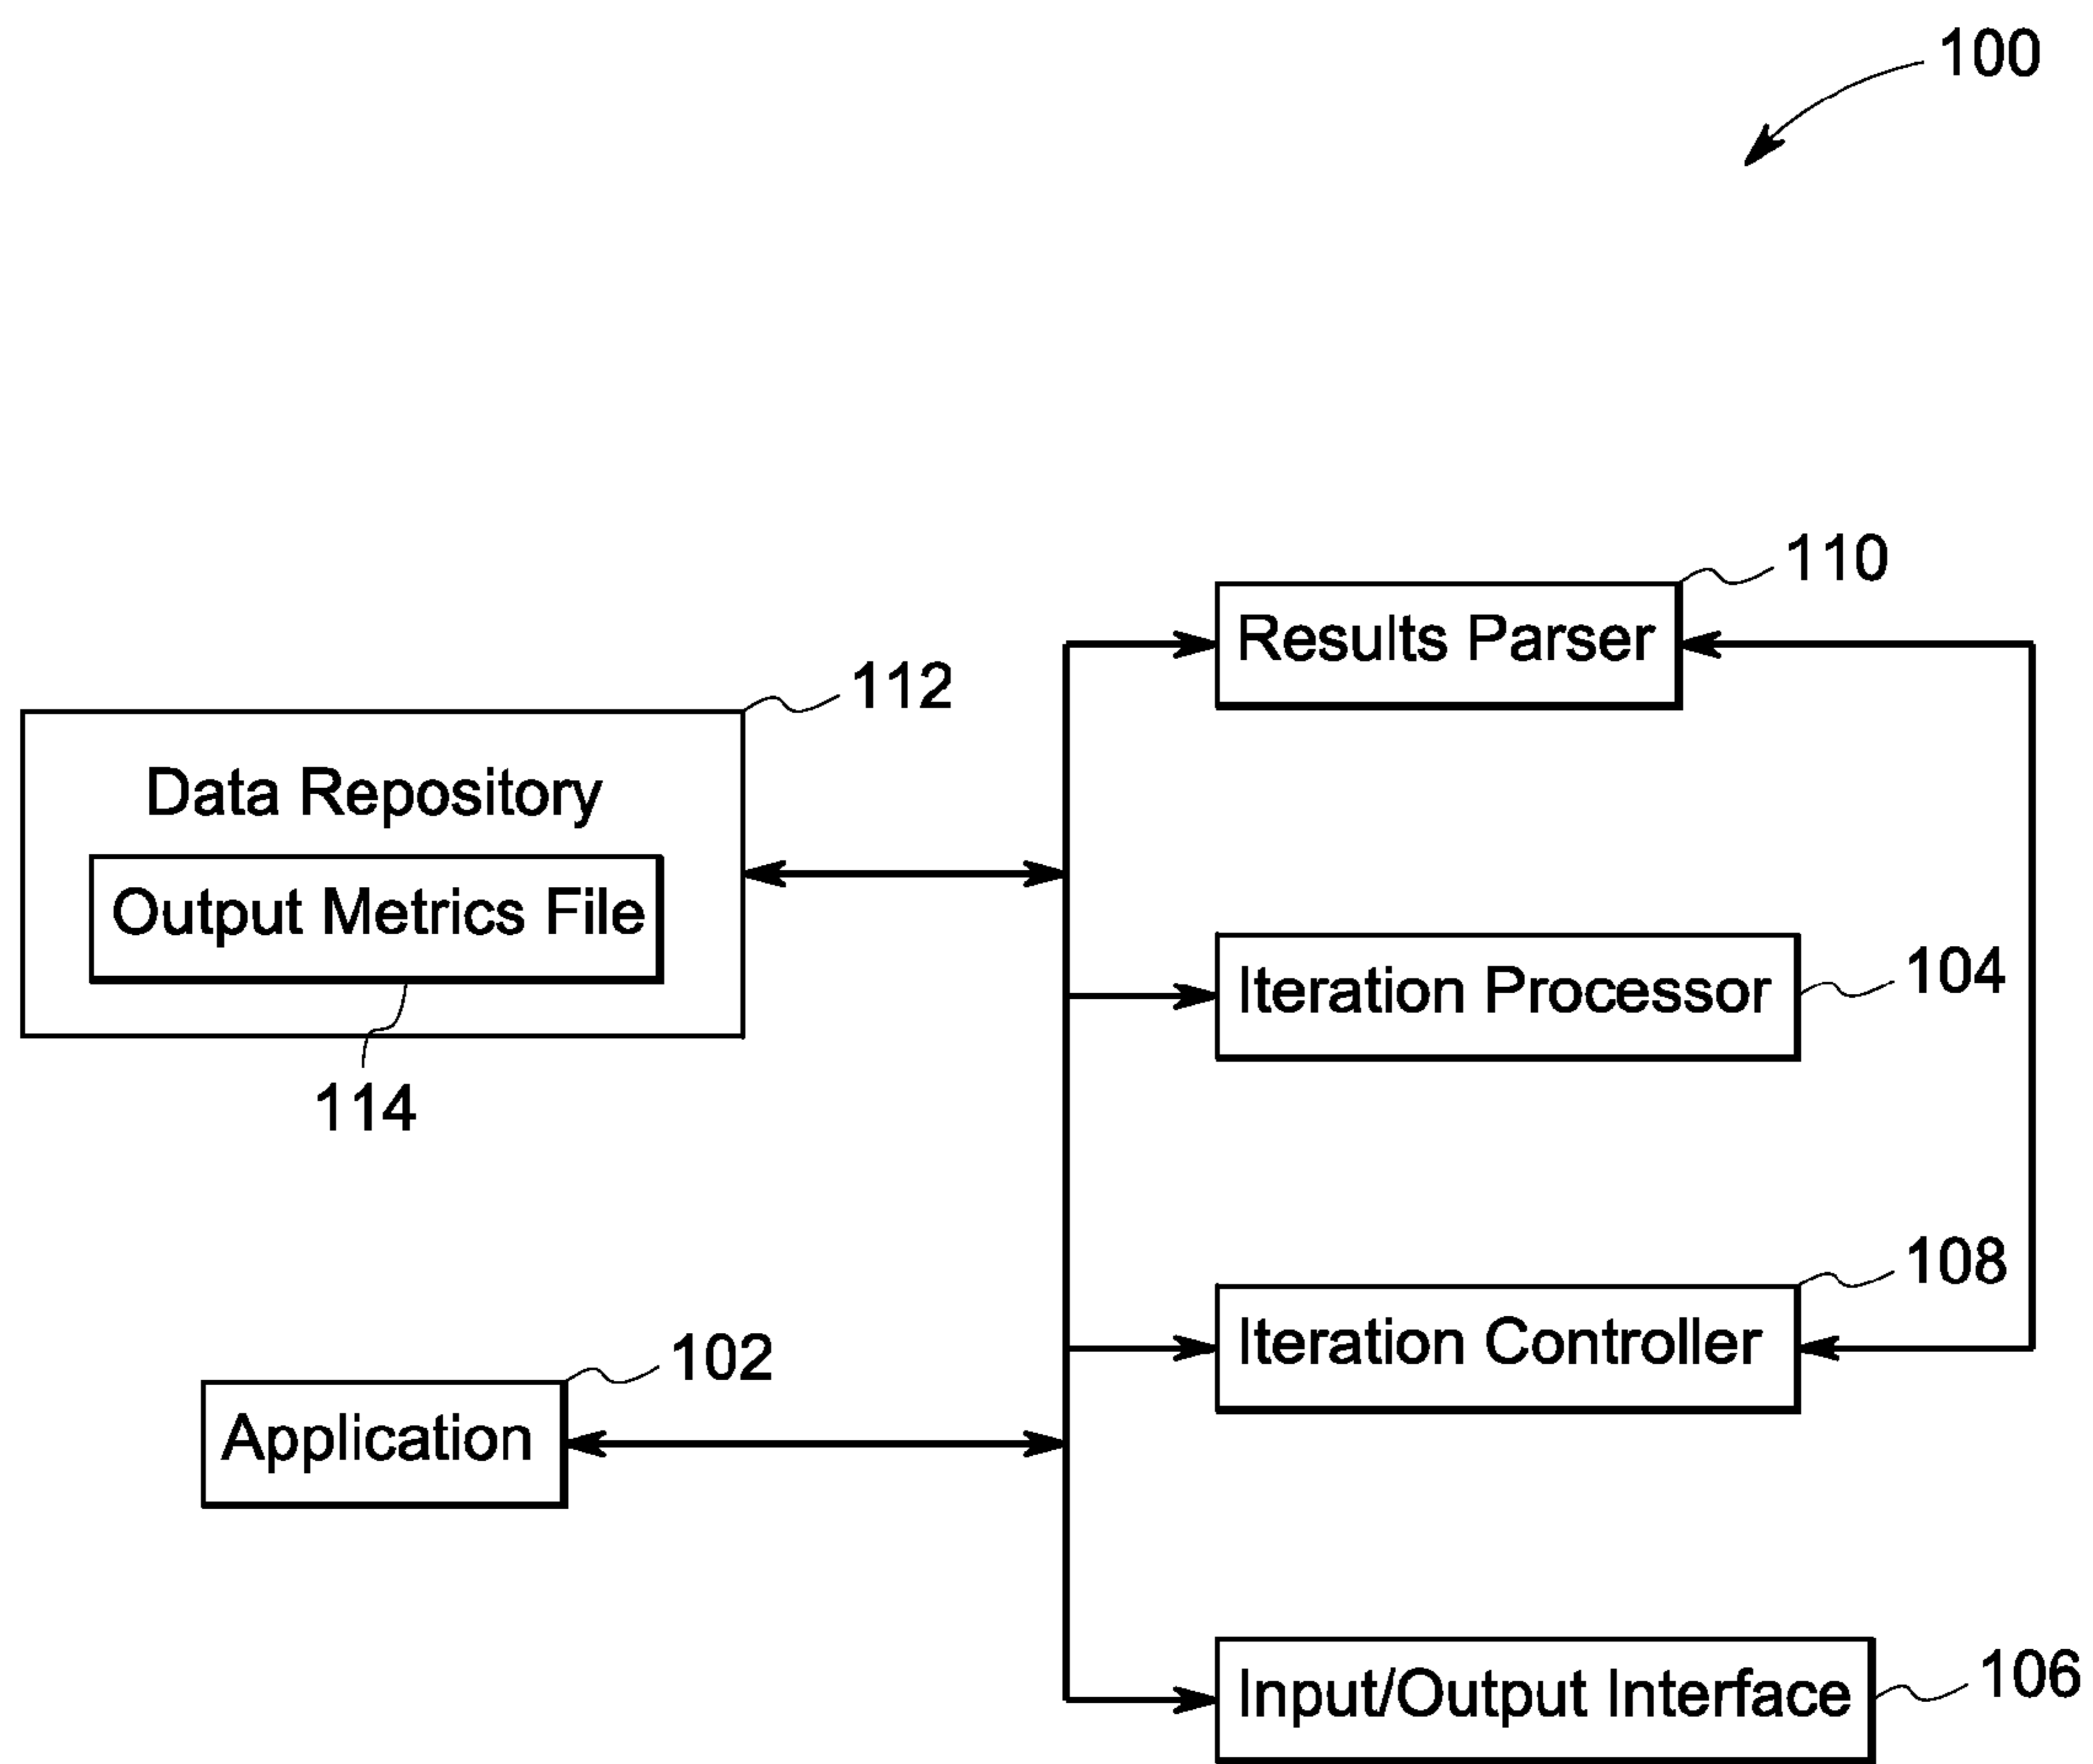 100
110
Results Parser
112
Data Repository
Output Metrics File
104
Iteration Processor
114
108
Iteration Controller
102
Application
106
Input/Output Interface